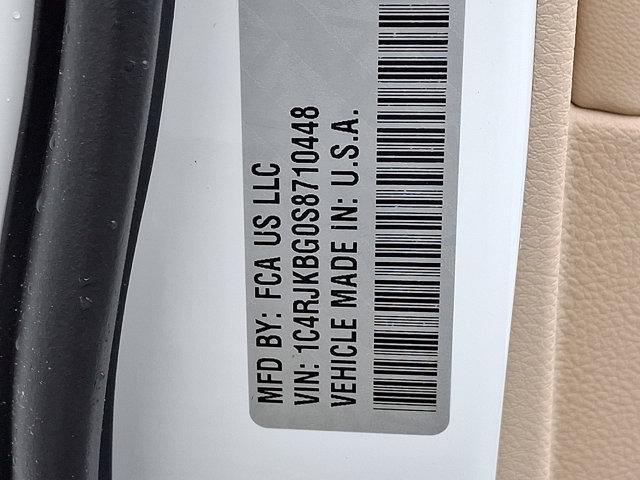 MFD BY: FCA US LLC
VIN: 1C4RJKBG0S8710448
VEHICLE MADE IN: U.S.A.